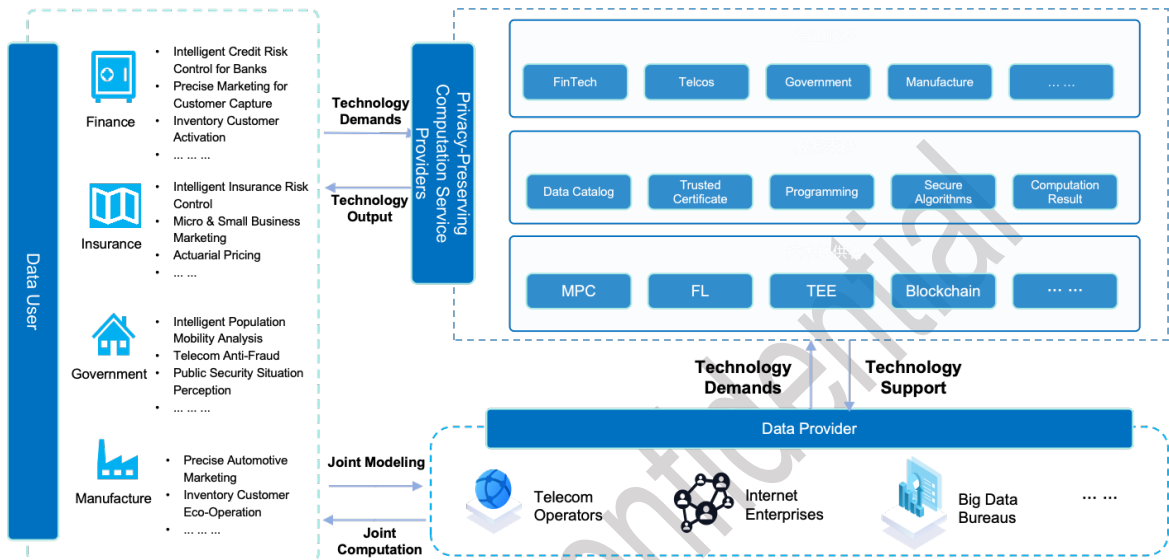 Data User
Finance
• Intelligent Credit Risk
Control for Banks
• Precise Marketing for
Customer Capture
• Inventory Customer
Activation
• ... ... ...
Insurance
• Intelligent Insurance Risk
Control
• Micro & Small Business
Marketing
• Actuarial Pricing
• ... ...
Government
• Intelligent Population
Mobility Analysis
• Telecom Anti-Fraud
• Public Security Situation
Perception
• ... ... ...
Manufacture
• Precise Automotive
Marketing
• Inventory Customer
Eco-Operation
• ... ... ...
Technology
Demands
Technology
Output
Privacy-Preserving
Computation Service
Providers
FinTech
Telcos
Government
Manufacture
... ...
Data Catalog
Trusted
Certificate
Programming
Secure
Algorithms
Computation
Result
MPC
FL
TEE
Blockchain
... ...
Technology
Demands
Technology
Support
Joint Modeling
Joint
Computation
Data Provider
Telecom
Operators
Internet
Enterprises
Big Data
Bureaus
... ...
onfidential